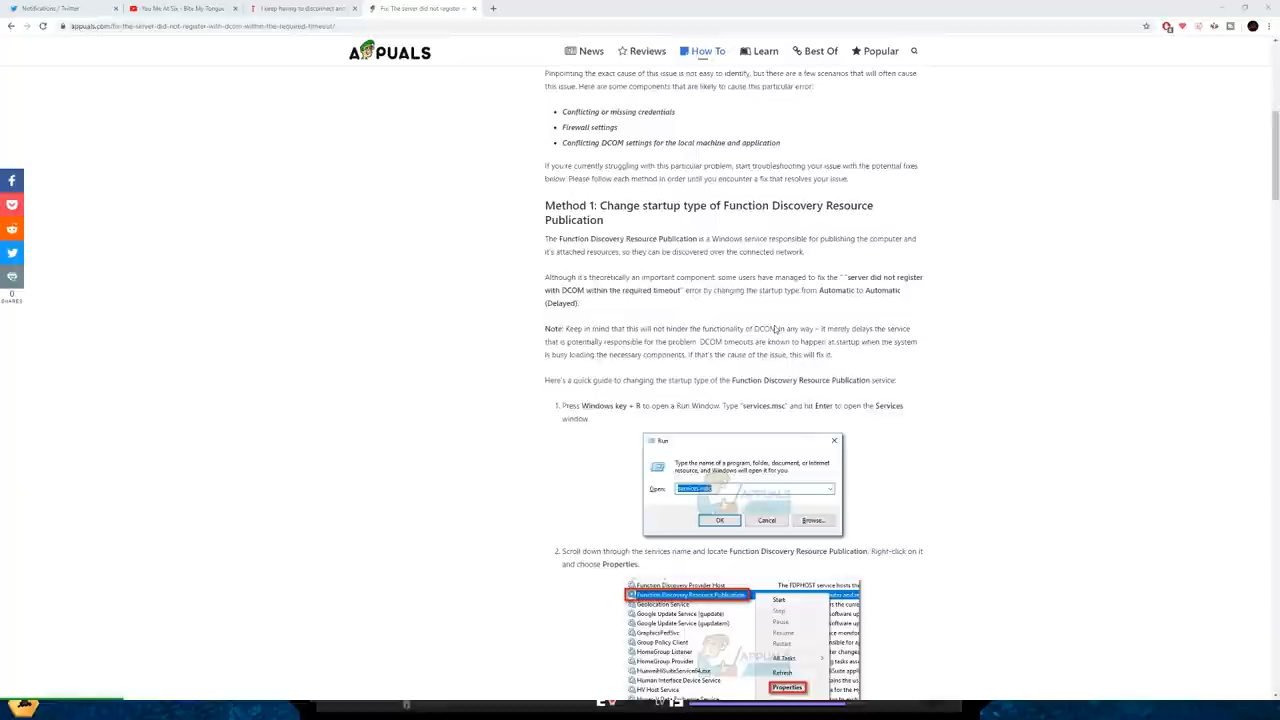 Notifications / Twitter
You Me At Six - Bite My Tongue
I keep having to disconnect and
Fix: The server did not register
appuals.com/fix-the-server-did-not-register-with-dcom-within-the-required-timeout/
APPUALS
News
Reviews
How To
Learn
Best Of
Popular
Pinpointing the exact cause of this issue is not easy to identify, but there are a few scenarios that will often cause
this issue. Here are some components that are likely to cause this particular error:
• Conflicting or missing credentials
• Firewall settings
• Conflicting DCOM settings for the local machine and application
If you're currently struggling with this particular problem, start troubleshooting your issue with the potential fixes
below. Please follow each method in order until you encounter a fix that resolves your issue.
Method 1: Change startup type of Function Discovery Resource
Publication
The Function Discovery Resource Publication is a Windows service responsible for publishing the computer and
it's attached resources, so they can be discovered over the connected network.
Although it's theoretically an important component, some users have managed to fix the " "server did not register
with DCOM within the required timeout" error by changing the startup type from Automatic to Automatic
(Delayed).
Note: Keep in mind that this will not hinder the functionality of DCOM in any way – it merely delays the service
that is potentially responsible for the problem. DCOM timeouts are known to happen at startup when the system
is busy loading the necessary components. If that's the cause of the issue, this will fix it.
Here's a quick guide to changing the startup type of the Function Discovery Resource Publication service:
1. Press Windows key + R to open a Run Window. Type "services.msc" and hit Enter to open the Services
window.
Run
Type the name of a program, folder, document, or Internet
resource, and Windows will open it for you.
Open:
services.msc
OK
Cancel
Browse...
2. Scroll down through the services name and locate Function Discovery Resource Publication. Right-click on it
and choose Properties.
Function Discovery Provider Host
The FDPHOST service hosts the
Function Discovery Resource Publication
Start
Geolocation Service
Google Update Service (gupdate)
Stop
Google Update Service (gupdatem)
Pause
GraphicsPerfSvc
Resume
Group Policy Client
Restart
HomeGroup Listener
HomeGroup Provider
All Tasks
Human Interface Device Service
Refresh
HV Host Service
Properties
0
SHARES
APPUALS
LV